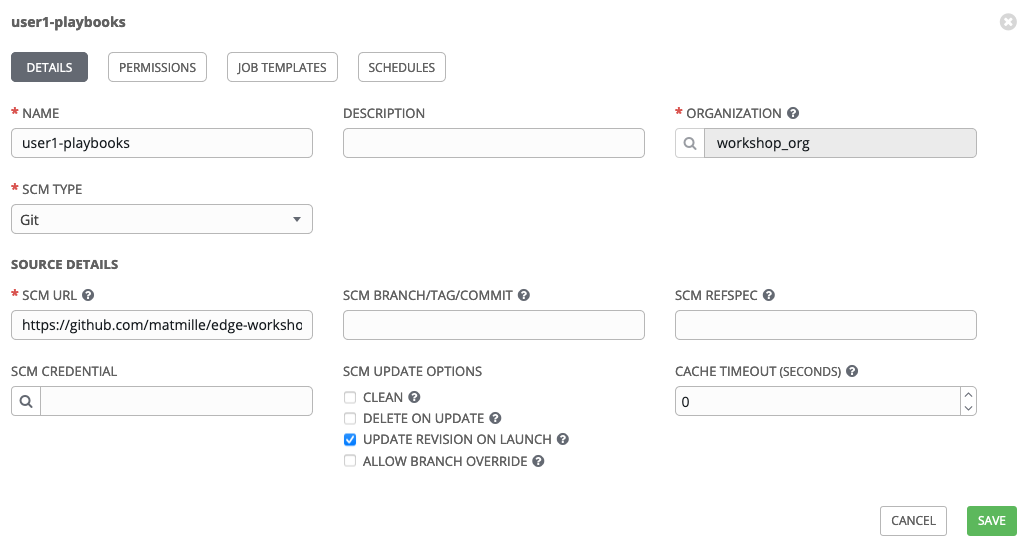 user1-playbooks
DETAILS PERMISSIONS JOB TEMPLATES SCHEDULES
* NAME DESCRIPTION * ORGANIZATION ?
user1-playbooks workshop_org
* SCM TYPE
Git
SOURCE DETAILS
* SCM URL ? SCM BRANCH/TAG/COMMIT ? SCM REFSPEC ?
https://github.com/matmille/edge-worksho
SCM CREDENTIAL SCM UPDATE OPTIONS CACHE TIMEOUT (SECONDS) ?
CLEAN ? 0
DELETE ON UPDATE ?
UPDATE REVISION ON LAUNCH ?
ALLOW BRANCH OVERRIDE ?
CANCEL SAVE